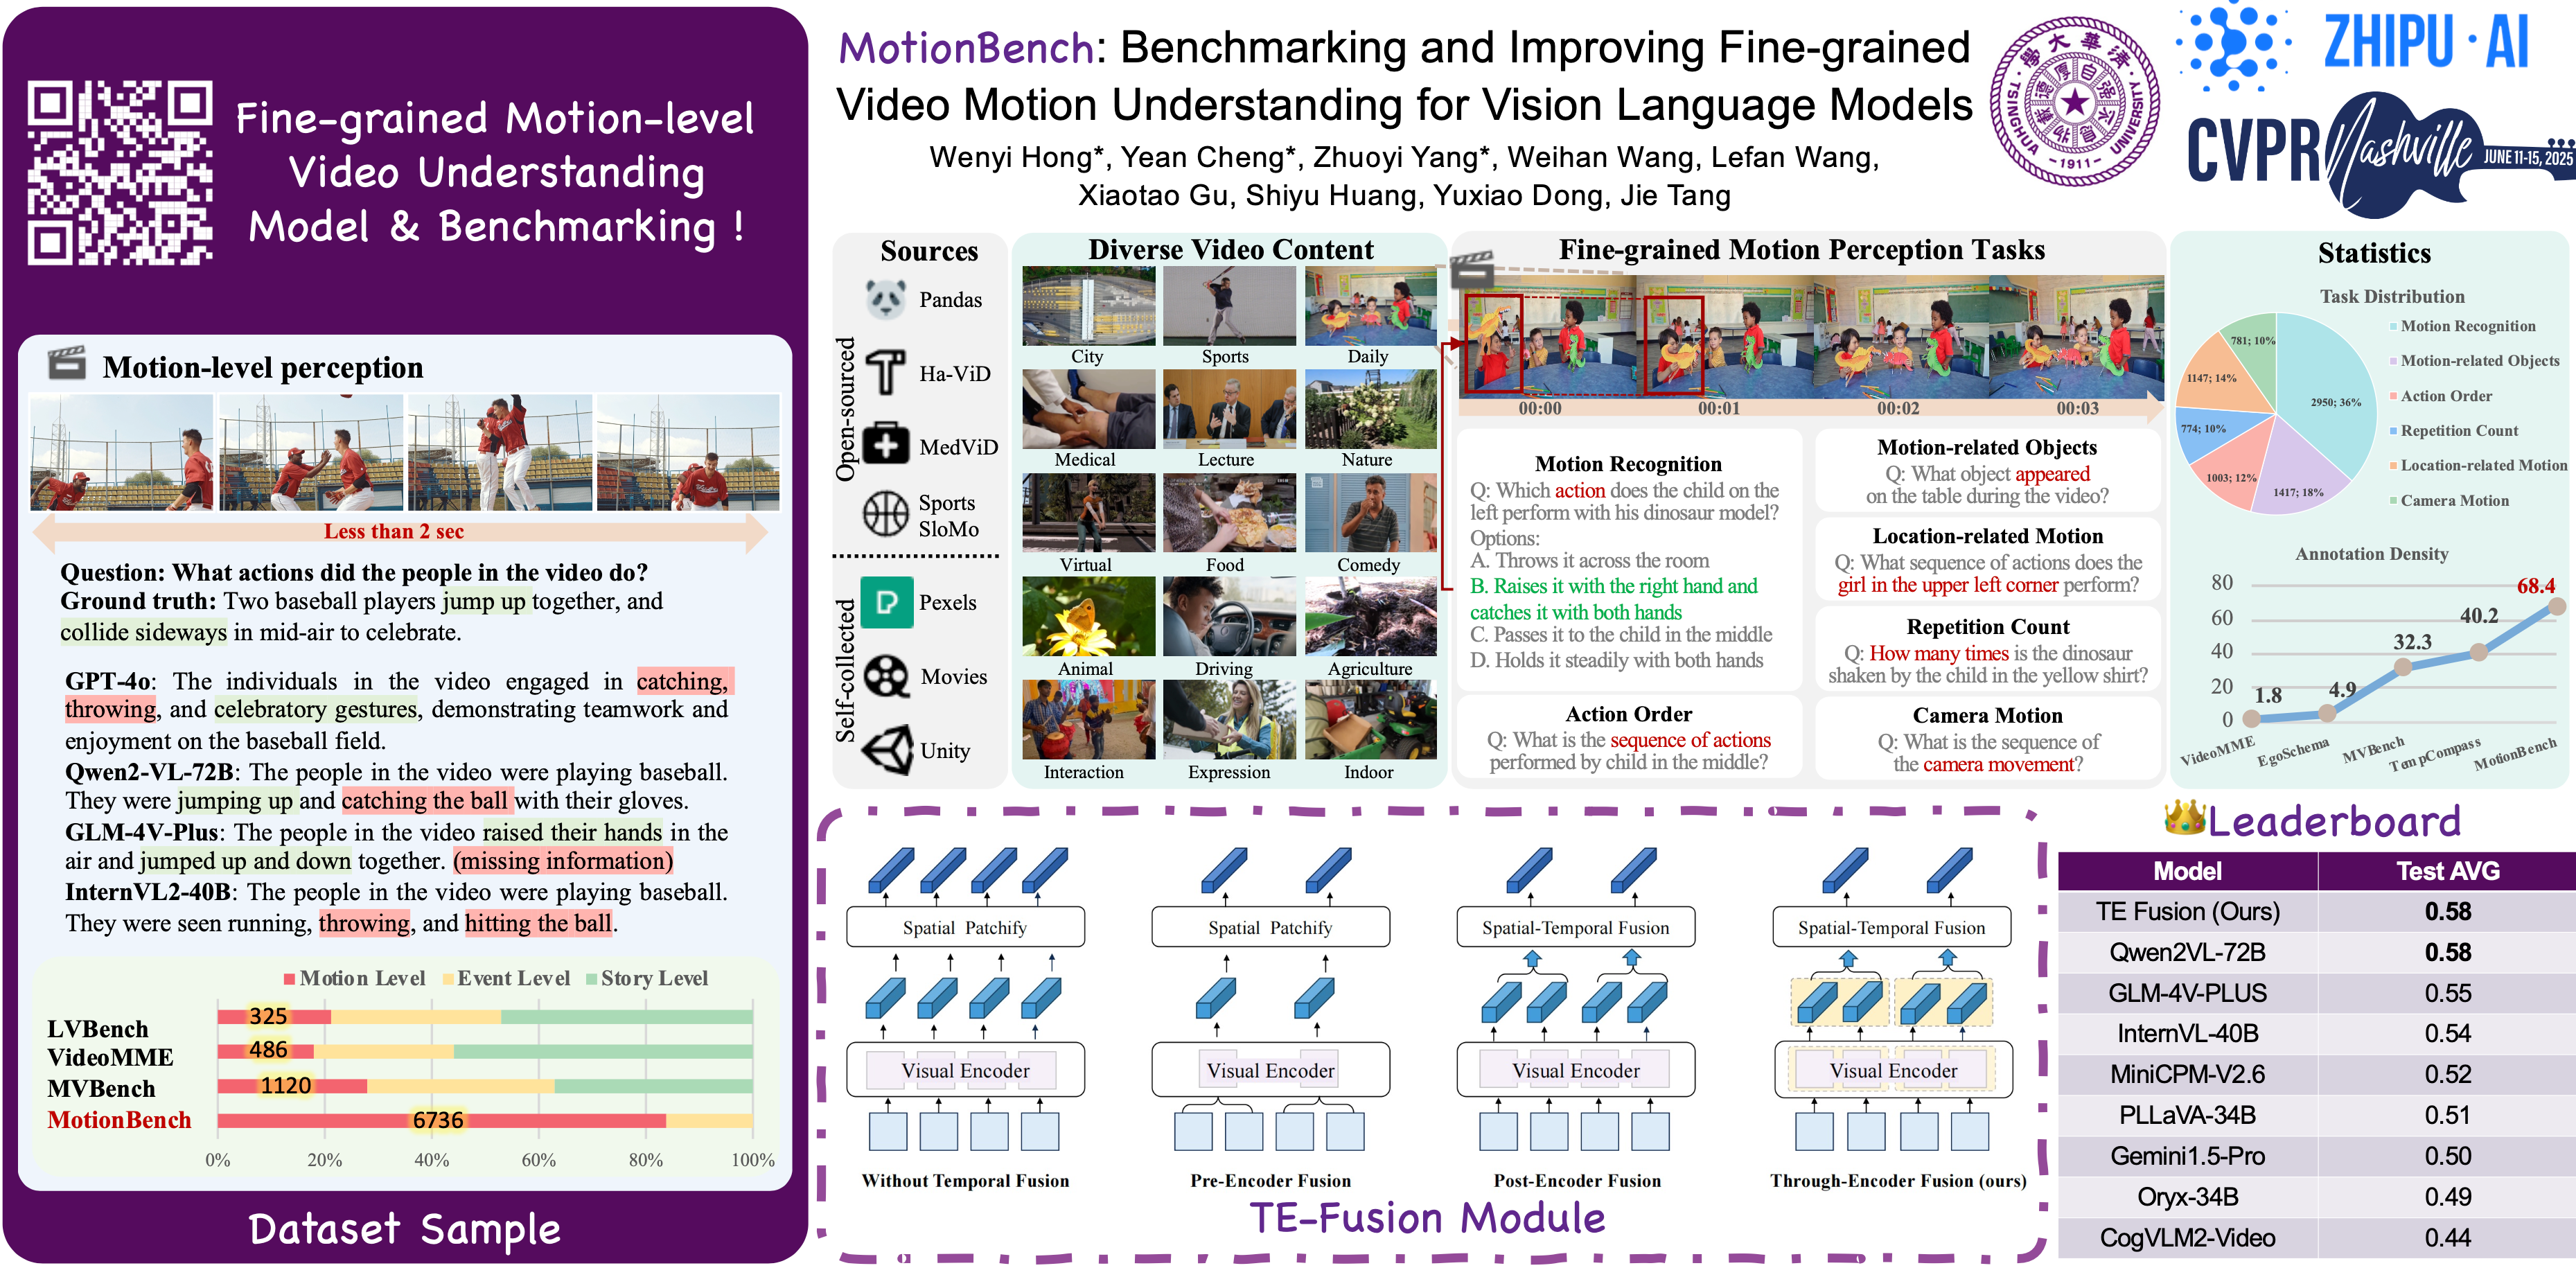 Fine-grained Motion-level
Video Understanding
Model & Benchmarking !
Motion-level perception
Less than 2 sec
Question: What actions did the people in the video do?
Ground truth: Two baseball players jump up together, and
collide sideways in mid-air to celebrate.
GPT-4o: The individuals in the video engaged in catching,
throwing, and celebratory gestures, demonstrating teamwork and
enjoyment on the baseball field.
Qwen2-VL-72B: The people in the video were playing baseball.
They were jumping up and catching the ball with their gloves.
GLM-4V-Plus: The people in the video raised their hands in the
air and jumped up and down together. (missing information)
InternVL2-40B: The people in the video were playing baseball.
They were seen running, throwing, and hitting the ball.
Motion Level Event Level Story Level
LVBench 325
VideoMME 486
MVBench 1120
MotionBench 6736
0% 20% 40% 60% 80% 100%
Dataset Sample
MotionBench: Benchmarking and Improving Fine-grained
Video Motion Understanding for Vision Language Models
Wenyi Hong*, Yean Cheng*, Zhuoyi Yang*, Weihan Wang, Lefan Wang,
Xiaotao Gu, Shiyu Huang, Yuxiao Dong, Jie Tang
TSINGHUA UNIVERSITY
-1911-
ZHIPU·AI
CVPR Nashville JUNE 11-15, 2025
Sources
Open-sourced
Pandas
Ha-ViD
MedViD
Sports
SloMo
Self-collected
Pexels
Movies
Unity
Diverse Video Content
City Sports Daily
Medical Lecture Nature
Virtual Food Comedy
Animal Driving Agriculture
Interaction Expression Indoor
Fine-grained Motion Perception Tasks
00:00 00:01 00:02 00:03
Motion Recognition
Q: Which action does the child on the
left perform with his dinosaur model?
Options:
A. Throws it across the room
B. Raises it with the right hand and
catches it with both hands
C. Passes it to the child in the middle
D. Holds it steadily with both hands
Action Order
Q: What is the sequence of actions
performed by child in the middle?
Motion-related Objects
Q: What object appeared
on the table during the video?
Location-related Motion
Q: What sequence of actions does the
girl in the upper left corner perform?
Repetition Count
Q: How many times is the dinosaur
shaken by the child in the yellow shirt?
Camera Motion
Q: What is the sequence of
the camera movement?
Statistics
Task Distribution
2950; 36%
1417; 18%
1003; 12%
774; 10%
1147; 14%
781; 10%
Motion Recognition
Motion-related Objects
Action Order
Repetition Count
Location-related Motion
Camera Motion
Annotation Density
80
60
40
20
0
1.8 4.9 32.3 40.2 68.4
VideoMME EgoSchema MVBench TempCompass MotionBench
Spatial Patchify
Visual Encoder
Without Temporal Fusion
Spatial Patchify
Visual Encoder
Pre-Encoder Fusion
Spatial-Temporal Fusion
Visual Encoder
Post-Encoder Fusion
Spatial-Temporal Fusion
Visual Encoder
Through-Encoder Fusion (ours)
TE-Fusion Module
Leaderboard
Model Test AVG
TE Fusion (Ours) 0.58
Qwen2VL-72B 0.58
GLM-4V-PLUS 0.55
InternVL-40B 0.54
MiniCPM-V2.6 0.52
PLLaVA-34B 0.51
Gemini1.5-Pro 0.50
Oryx-34B 0.49
CogVLM2-Video 0.44